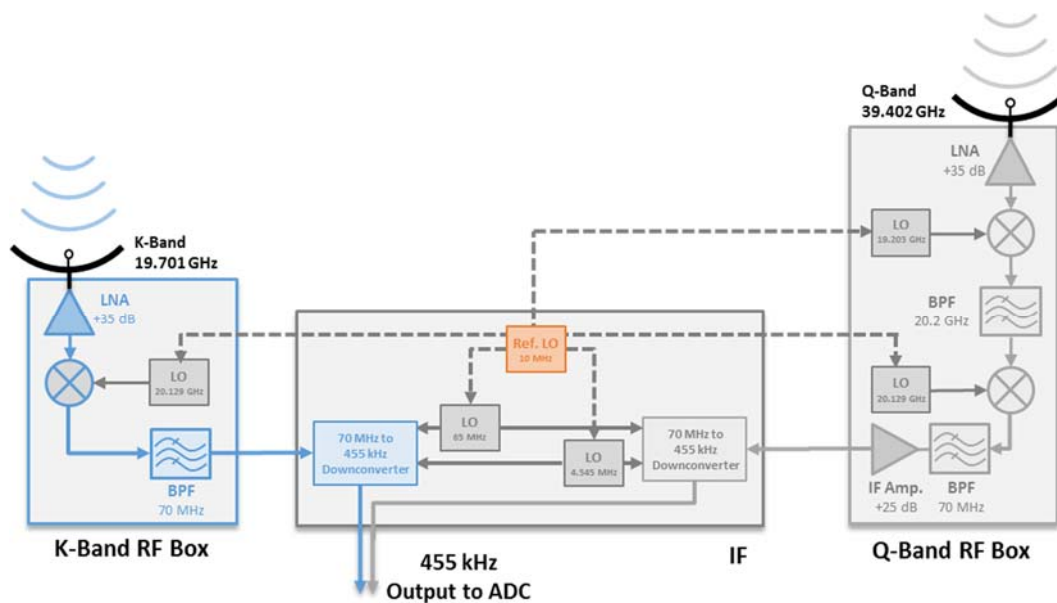 Q-Band
39.402 GHz
LNA
+35 dB
LO
19.203 GHz
K-Band
19.701 GHz
LNA
+35 dB
BPF
20.2 GHz
Ref. LO
10 MHz
LO
20.129 GHz
LO
20.129 GHz
LO
65 MHz
70 MHz to
455 kHz
Downconverter
70 MHz to
455 kHz
Downconverter
LO
4.545 MHz
BPF
70 MHz
IF Amp.
+25 dB
BPF
70 MHz
K-Band RF Box
455 kHz
Output to ADC
IF
Q-Band RF Box